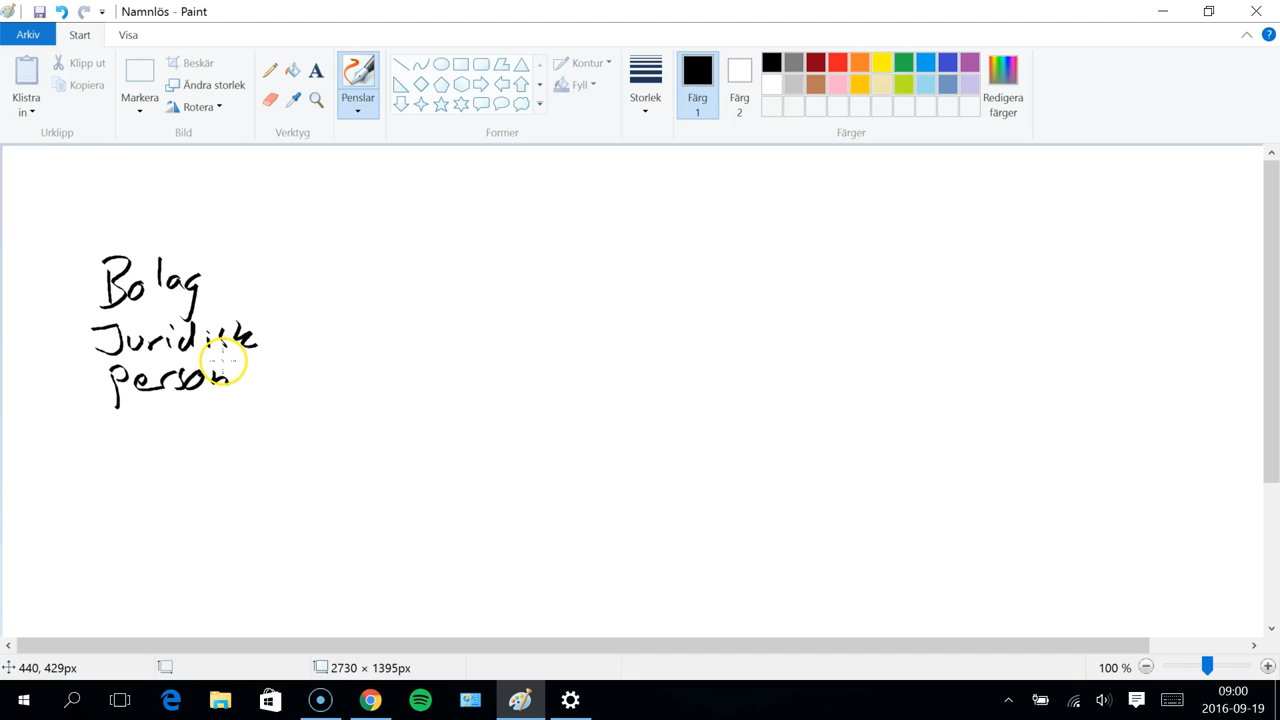 Namnlös - Paint
Arkiv Start Visa
Klistra in
Klipp ut
Kopiera
Urklipp
Markera
Beskär
Ändra storlek
Rotera
Bild
Verktyg
Penslar
Former
Kontur
Fyll
Storlek
Färg 1
Färg 2
Färger
Redigera färger
Bolag
Juridisk
person
440, 429px
2730 × 1395px
100 %
09:00
2016-09-19